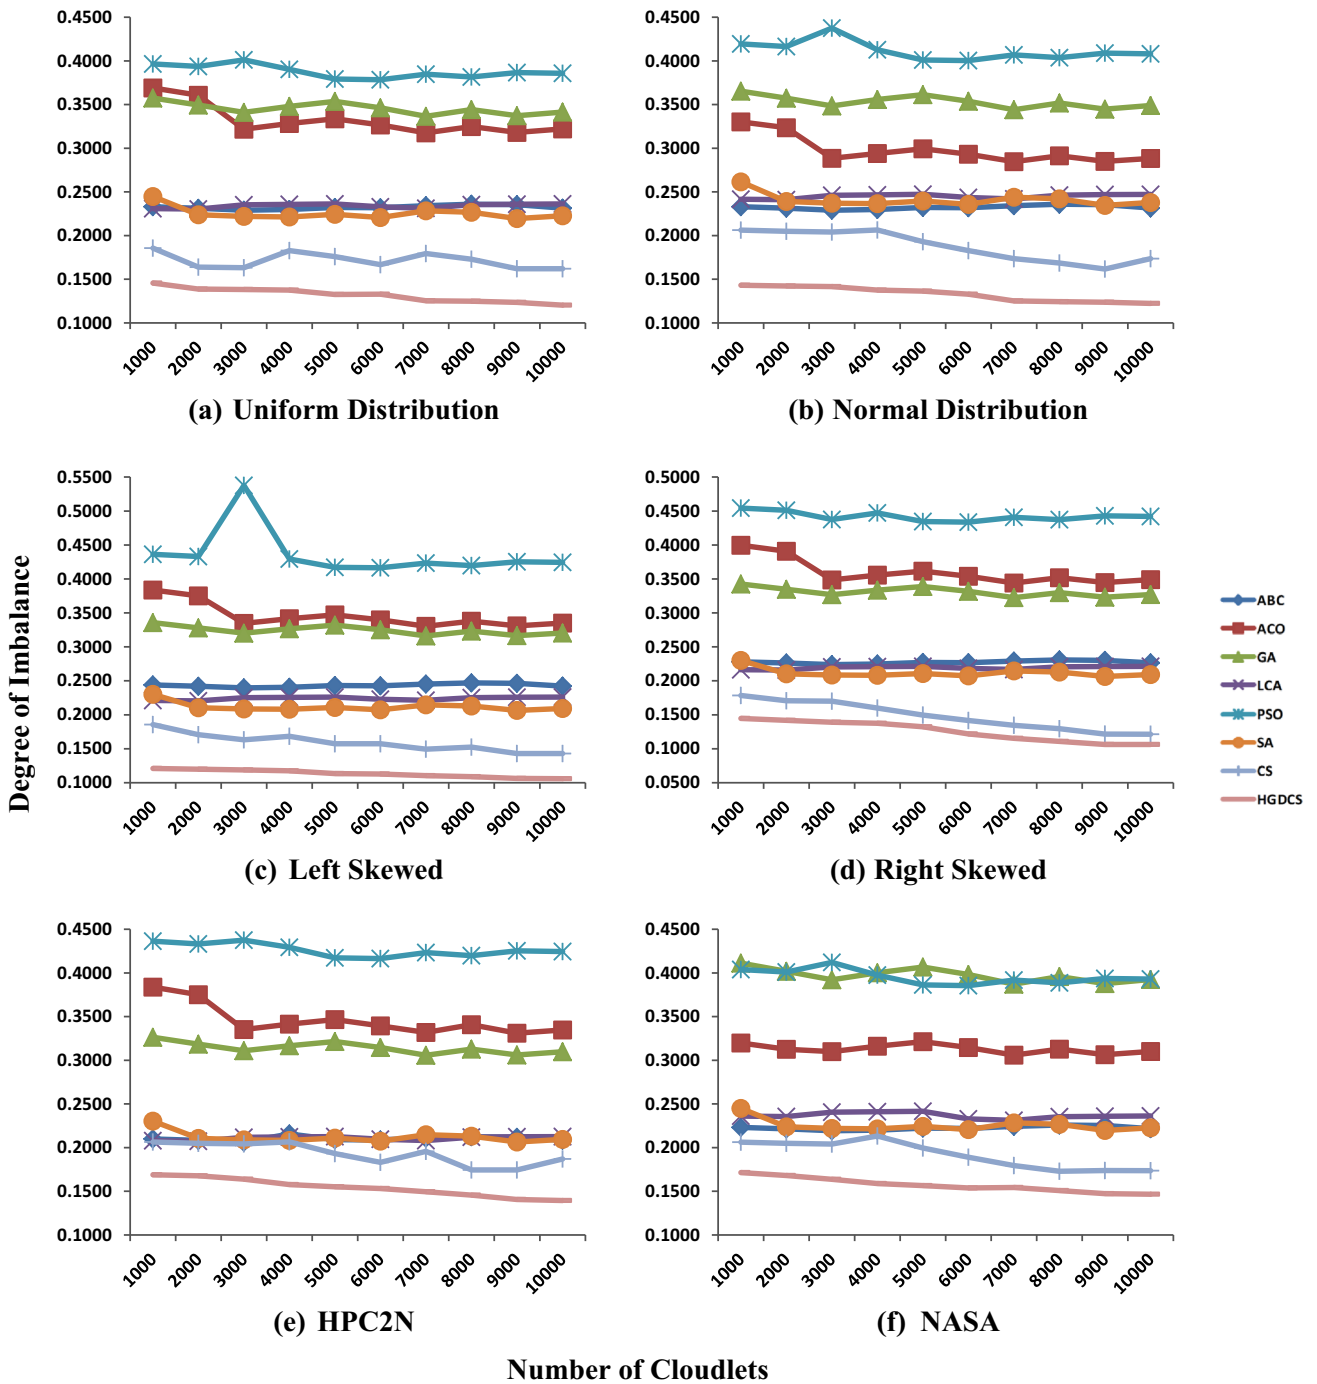 0.4500
0.4000
0.3500
0.3000
0.2500
0.2000
0.1500
0.1000
1000 2000 3000 4000 5000 6000 7000 8000 9000 10000
(a) Uniform Distribution
0.4500
0.4000
0.3500
0.3000
0.2500
0.2000
0.1500
0.1000
1000 2000 3000 4000 5000 6000 7000 8000 9000 10000
(b) Normal Distribution
Degree of Imbalance
0.5500
0.5000
0.4500
0.4000
0.3500
0.3000
0.2500
0.2000
0.1500
0.1000
1000 2000 3000 4000 5000 6000 7000 8000 9000 10000
(c) Left Skewed
0.5000
0.4500
0.4000
0.3500
0.3000
0.2500
0.2000
0.1500
0.1000
0.0500
1000 2000 3000 4000 5000 6000 7000 8000 9000 10000
(d) Right Skewed
ABC
ACO
GA
LCA
PSO
SA
CS
HGDCS
0.4500
0.4000
0.3500
0.3000
0.2500
0.2000
0.1500
0.1000
1000 2000 3000 4000 5000 6000 7000 8000 9000 10000
(e) HPC2N
0.4500
0.4000
0.3500
0.3000
0.2500
0.2000
0.1500
0.1000
1000 2000 3000 4000 5000 6000 7000 8000 9000 10000
(f) NASA
Number of Cloudlets